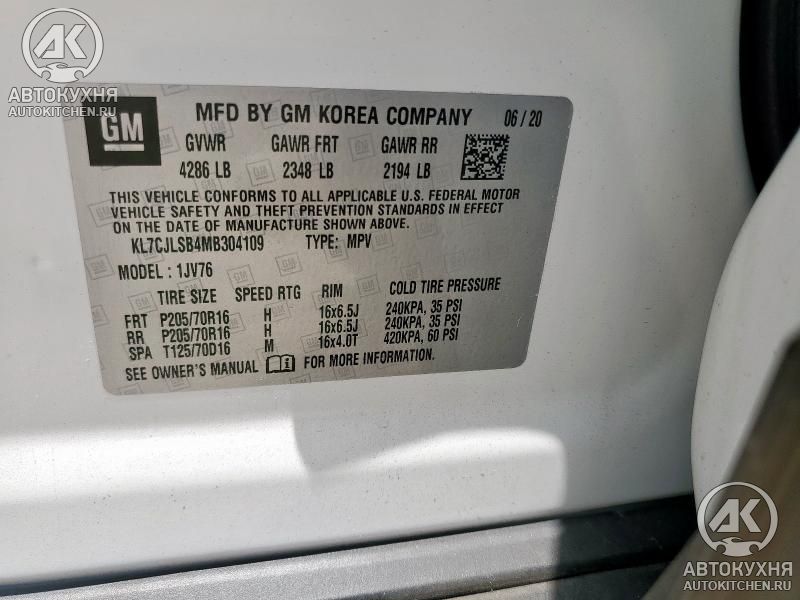 AK
АВТОКУХНЯ
AUTOKITCHEN.RU
GM
MFD BY GM KOREA COMPANY 06 / 20
GVWR GAWR FRT GAWR RR
4286 LB 2348 LB 2194 LB
THIS VEHICLE CONFORMS TO ALL APPLICABLE U.S. FEDERAL MOTOR
VEHICLE SAFETY AND THEFT PREVENTION STANDARDS IN EFFECT
ON THE DATE OF MANUFACTURE SHOWN ABOVE.
KL7CJLSB4MB304109 TYPE: MPV
MODEL: 1JV76
TIRE SIZE SPEED RTG RIM COLD TIRE PRESSURE
FRT P205/70R16 H 16x6.5J 240KPA, 35 PSI
RR P205/70R16 H 16x6.5J 240KPA, 35 PSI
SPA T125/70D16 M 16x4.0T 420KPA, 60 PSI
SEE OWNER'S MANUAL FOR MORE INFORMATION.
AK
АВТОКУХНЯ
AUTOKITCHEN.RU